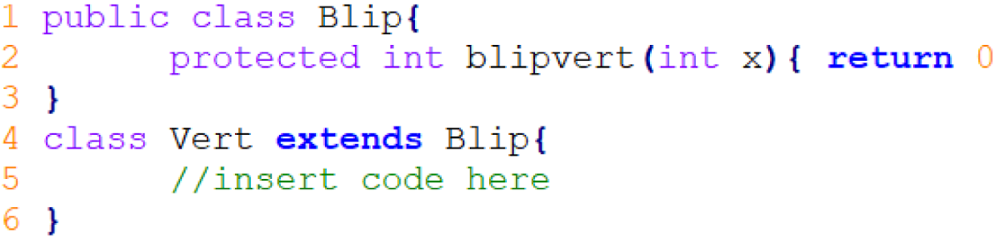 1 public class Blip{
2 protected int blipvert(int x){ return 0
3 }
4 class Vert extends Blip{
5 //insert code here
6 }